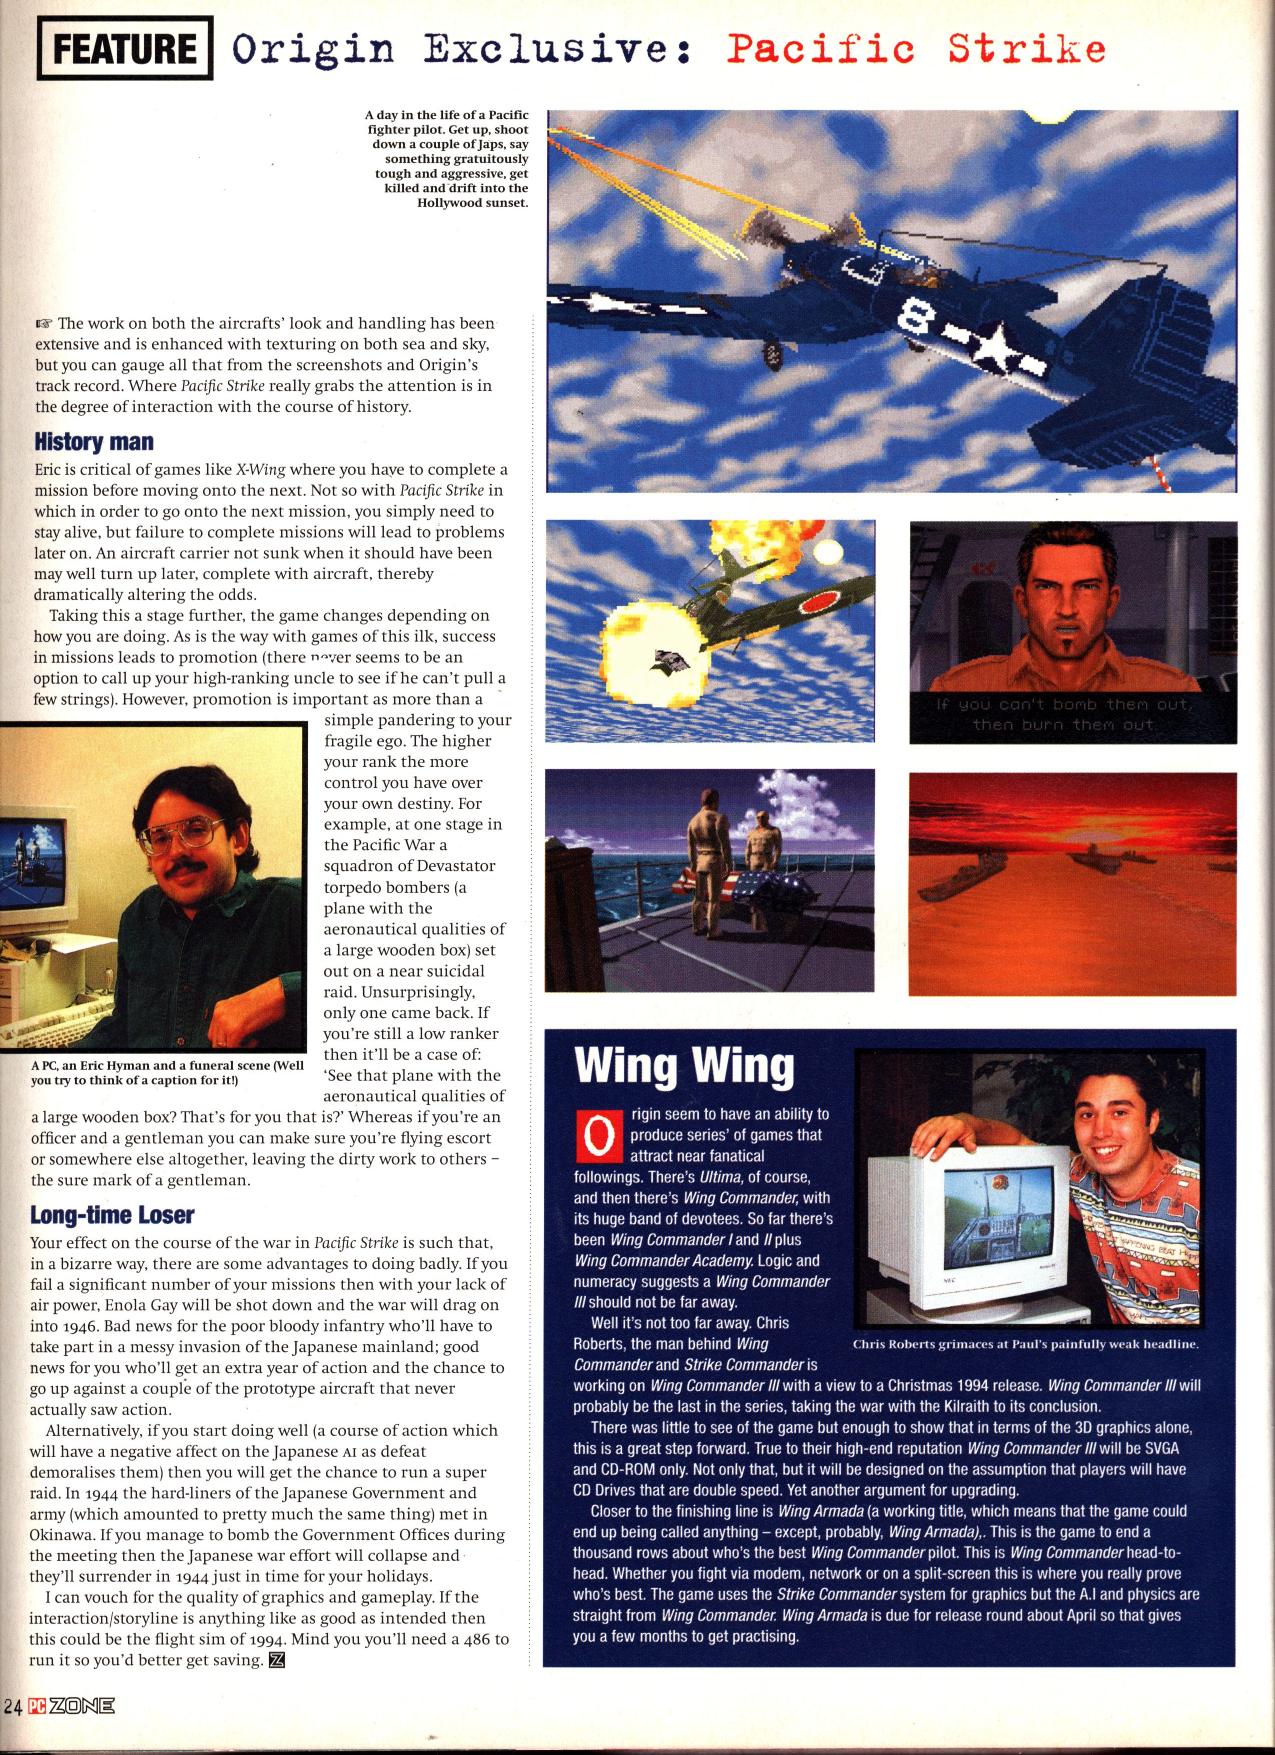 FEATURE Origin Exclusive: Pacific Strike
A day in the life of a Pacific
fighter pilot. Get up, shoot
down a couple of Japs, say
something gratuitously
tough and aggressive, get
killed and drift into the
Hollywood sunset.
☞ The work on both the aircrafts' look and handling has been
extensive and is enhanced with texturing on both sea and sky,
but you can gauge all that from the screenshots and Origin's
track record. Where Pacific Strike really grabs the attention is in
the degree of interaction with the course of history.
History man
Eric is critical of games like X-Wing where you have to complete a
mission before moving onto the next. Not so with Pacific Strike in
which in order to go onto the next mission, you simply need to
stay alive, but failure to complete missions will lead to problems
later on. An aircraft carrier not sunk when it should have been
may well turn up later, complete with aircraft, thereby
dramatically altering the odds.
Taking this a stage further, the game changes depending on
how you are doing. As is the way with games of this ilk, success
in missions leads to promotion (there never seems to be an
option to call up your high-ranking uncle to see if he can't pull a
few strings). However, promotion is important as more than a
simple pandering to your
fragile ego. The higher
your rank the more
control you have over
your own destiny. For
example, at one stage in
the Pacific War a
squadron of Devastator
torpedo bombers (a
plane with the
aeronautical qualities of
a large wooden box) set
out on a near suicidal
raid. Unsurprisingly,
only one came back. If
you're still a low ranker
then it'll be a case of:
'See that plane with the
aeronautical qualities of
a large wooden box? That's for you that is?' Whereas if you're an
officer and a gentleman you can make sure you're flying escort
or somewhere else altogether, leaving the dirty work to others –
the sure mark of a gentleman.
A PC, an Eric Hyman and a funeral scene (Well
you try to think of a caption for it!)
Long-time Loser
Your effect on the course of the war in Pacific Strike is such that,
in a bizarre way, there are some advantages to doing badly. If you
fail a significant number of your missions then with your lack of
air power, Enola Gay will be shot down and the war will drag on
into 1946. Bad news for the poor bloody infantry who'll have to
take part in a messy invasion of the Japanese mainland; good
news for you who'll get an extra year of action and the chance to
go up against a couple of the prototype aircraft that never
actually saw action.
Alternatively, if you start doing well (a course of action which
will have a negative affect on the Japanese AI as defeat
demoralises them) then you will get the chance to run a super
raid. In 1944 the hard-liners of the Japanese Government and
army (which amounted to pretty much the same thing) met in
Okinawa. If you manage to bomb the Government Offices during
the meeting then the Japanese war effort will collapse and
they'll surrender in 1944 just in time for your holidays.
I can vouch for the quality of graphics and gameplay. If the
interaction/storyline is anything like as good as intended then
this could be the flight sim of 1994. Mind you you'll need a 486 to
run it so you'd better get saving. Z
8
If you can't bomb them out,
then burn them out.
Wing Wing
Origin seem to have an ability to
produce series' of games that
attract near fanatical
followings. There's Ultima, of course,
and then there's Wing Commander, with
its huge band of devotees. So far there's
been Wing Commander I and II plus
Wing Commander Academy. Logic and
numeracy suggests a Wing Commander
III should not be far away.
Well it's not too far away. Chris
Roberts, the man behind Wing
Commander and Strike Commander is
working on Wing Commander III with a view to a Christmas 1994 release. Wing Commander III will
probably be the last in the series, taking the war with the Kilraith to its conclusion.
There was little to see of the game but enough to show that in terms of the 3D graphics alone,
this is a great step forward. True to their high-end reputation Wing Commander III will be SVGA
and CD-ROM only. Not only that, but it will be designed on the assumption that players will have
CD Drives that are double speed. Yet another argument for upgrading.
Closer to the finishing line is Wing Armada (a working title, which means that the game could
end up being called anything – except, probably, Wing Armada),. This is the game to end a
thousand rows about who's the best Wing Commander pilot. This is Wing Commander head-to-
head. Whether you fight via modem, network or on a split-screen this is where you really prove
who's best. The game uses the Strike Commander system for graphics but the A.I and physics are
straight from Wing Commander. Wing Armada is due for release round about April so that gives
you a few months to get practising.
NEC
Chris Roberts grimaces at Paul's painfully weak headline.
24 PC ZONE